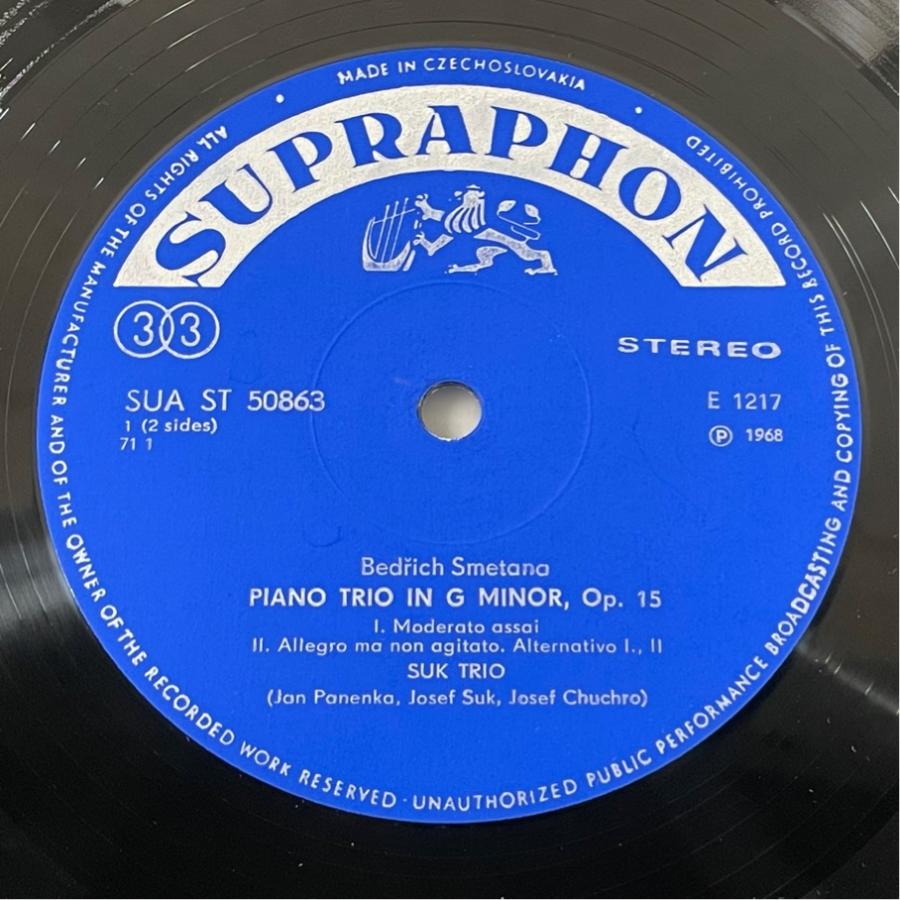 MADE IN CZECHOSLOVAKIA
SUPRAPHON
33
STEREO
SUA ST 50863
E 1217
1 (2 sides)
Ⓟ 1968
71 1
Bedřich Smetana
PIANO TRIO IN G MINOR, Op. 15
I. Moderato assai
II. Allegro ma non agitato. Alternativo I., II
SUK TRIO
(Jan Panenka, Josef Suk, Josef Chuchro)
ALL RIGHTS OF THE MANUFACTURER AND OF THE OWNER OF THE RECORDED WORK RESERVED · UNAUTHORIZED PUBLIC PERFORMANCE BROADCASTING AND COPYING OF THIS RECORD PROHIBITED